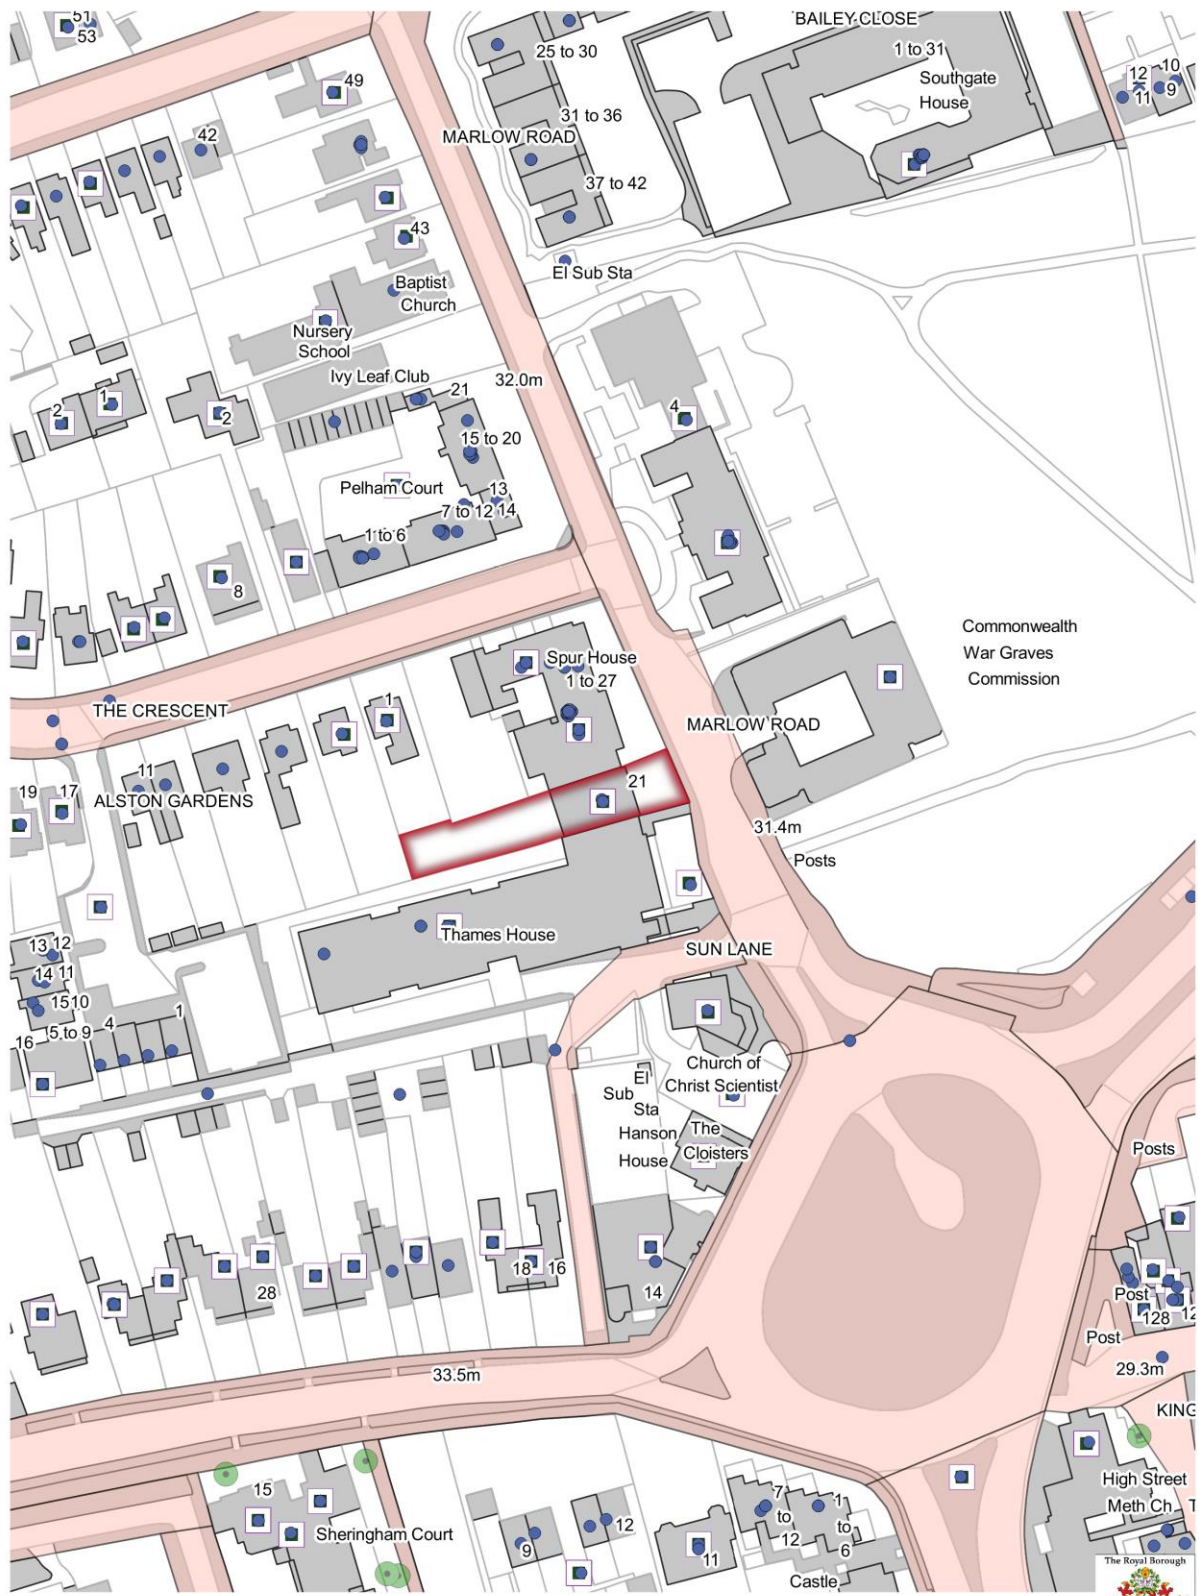 51
53
BAILEY CLOSE
25 to 30
1 to 31
Southgate
House
12
10
11
9
49
42
MARLOW ROAD
31 to 36
37 to 42
43
El Sub Sta
Baptist
Church
Nursery
School
Ivy Leaf Club
32.0m
21
2
1
2
4
15 to 20
Pelham Court
13
7 to 12
14
1 to 6
8
Commonwealth
War Graves
Commission
Spur House
1 to 27
THE CRESCENT
1
MARLOW ROAD
11
21
19
17
ALSTON GARDENS
31.4m
Posts
Thames House
SUN LANE
13
12
14
11
15
10
16
5 to 9
4
1
Church of
Christ Scientist
El
Sub
Sta
Hanson
House
The
Cloisters
Posts
18
16
28
14
Post
128
12
Post
33.5m
29.3m
KING
15
Sheringham Court
High Street
Meth Ch
T
9
12
11
7
to
12
1
to
6
Castle
The Royal Borough